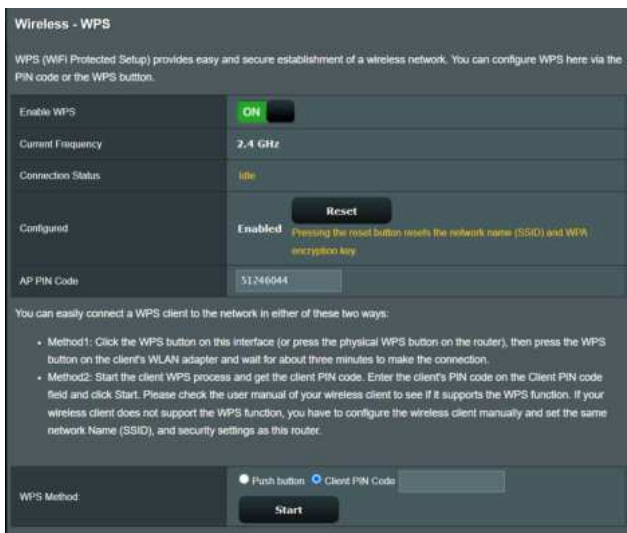 Wireless - WPS
WPS (WiFi Protected Setup) provides easy and secure establishment of a wireless network. You can configure WPS here via the
PIN code or the WPS buttton.
Enable WPS
ON
Current Frequency
2.4 GHz
Connection Status
Idle
Configured
Enabled
Reset
Pressing the reset button resets the network name (SSID) and WPA
encryption key
AP PIN Code
51246044
You can easily connect a WPS client to the network in either of these two ways:
• Method1: Click the WPS button on this interface (or press the physical WPS button on the router), then press the WPS
button on the client's WLAN adapter and wait for about three minutes to make the connection.
• Method2: Start the client WPS process and get the client PIN code. Enter the client's PIN code on the Client PIN code
field and click Start. Please check the user manual of your wireless client to see if it supports the WPS function. If your
wireless client does not support the WPS function, you have to configure the wireless client manually and set the same
network Name (SSID), and security settings as this router.
WPS Method:
Push button
Client PIN Code
Start